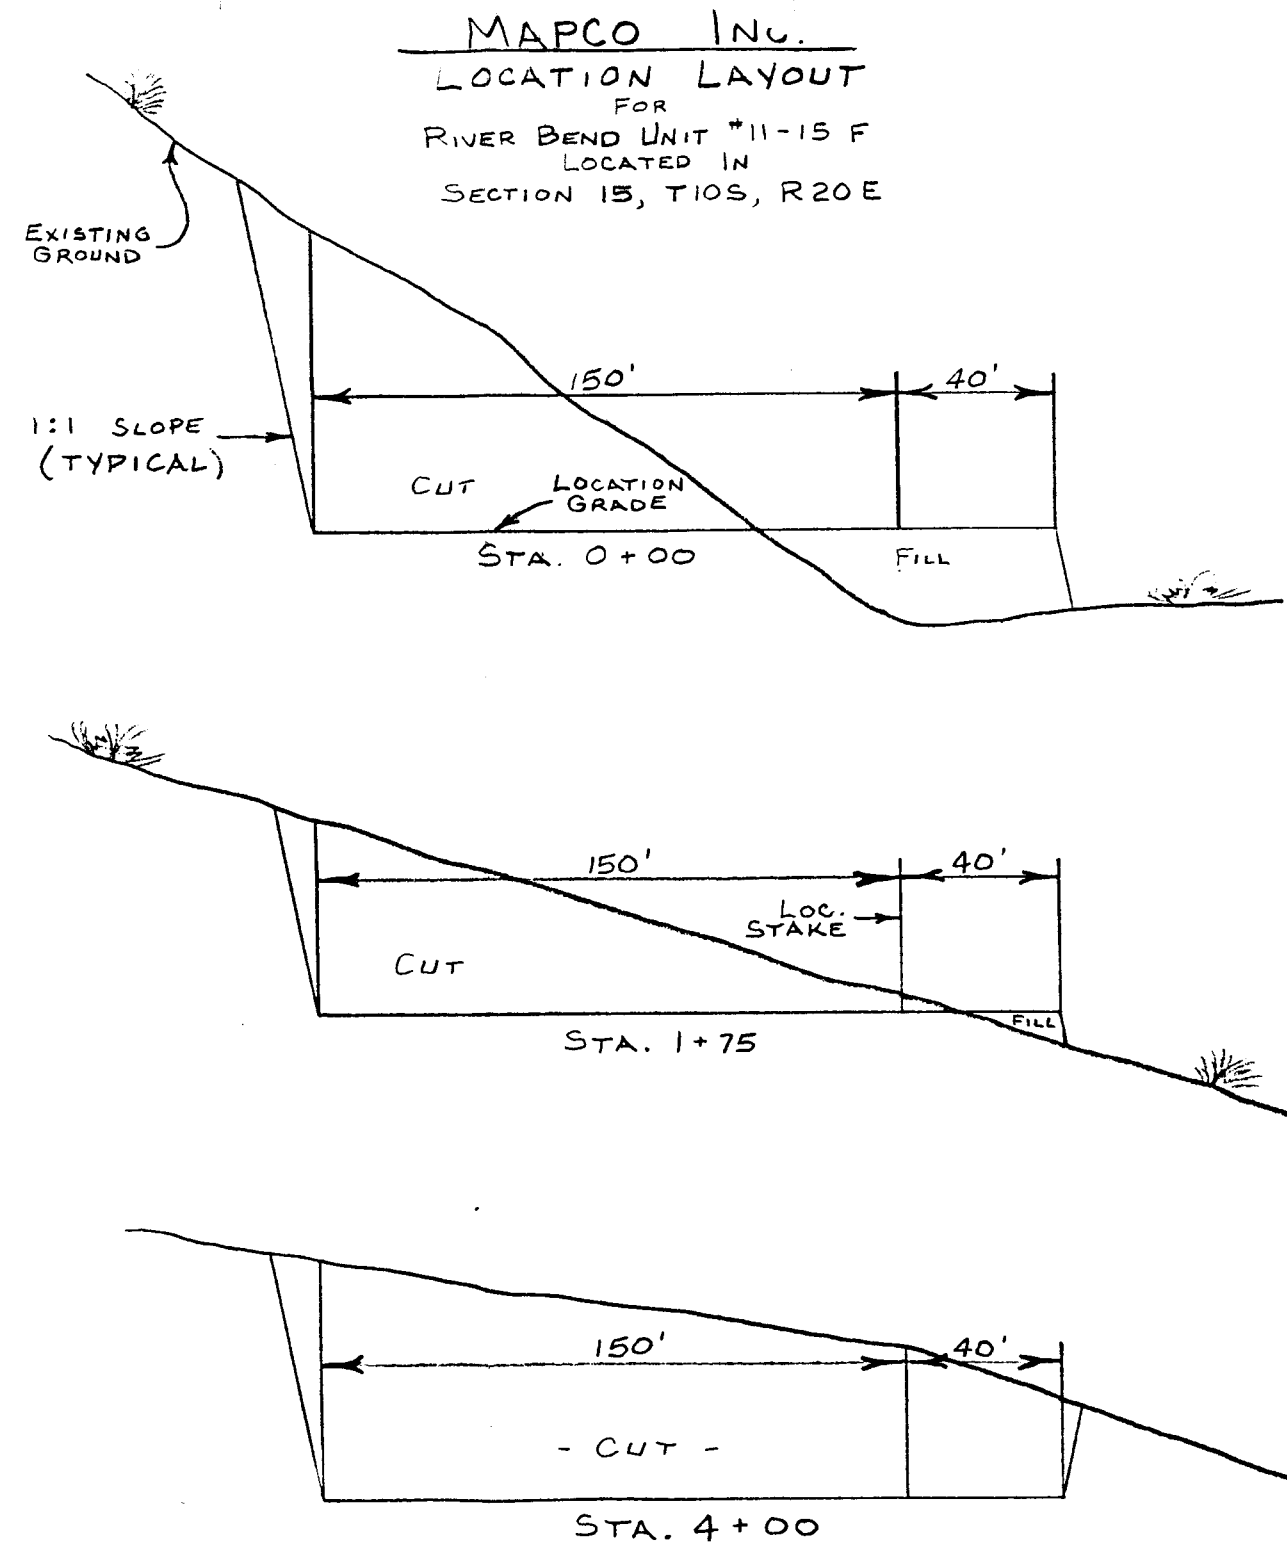 MAPCO INC.
LOCATION LAYOUT
FOR
RIVER BEND UNIT #11-15 F
LOCATED IN
SECTION 15, T10S, R20E
EXISTING
GROUND
150'
40'
1:1 SLOPE
(TYPICAL)
CUT
LOCATION
GRADE
STA. 0+00
FILL
150'
40'
LOC.
STAKE
CUT
FILL
STA. 1+75
150'
40'
- CUT -
STA. 4+00